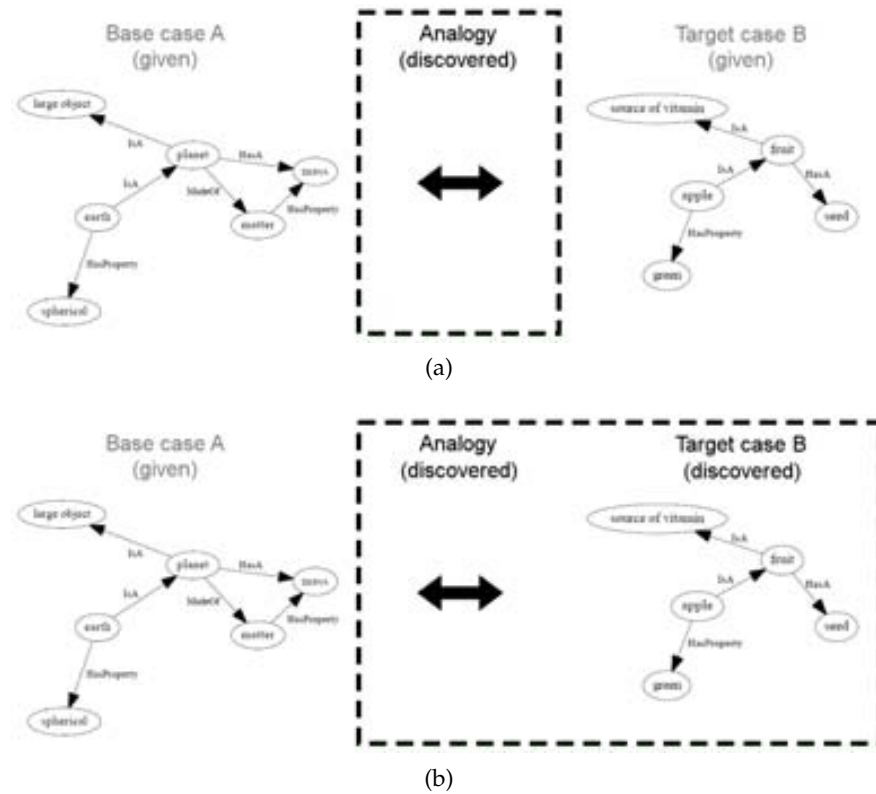 Base case A
(given)
Analogy
(discovered)
Target case B
(given)
large object
IsA
planet
HasA
mass
IsA
MadeOf
HasProperty
earth
matter
HasProperty
spherical
source of vitamin
IsA
fruit
IsA
HasA
apple
seed
HasProperty
green
(a)
Base case A
(given)
Analogy
(discovered)
Target case B
(discovered)
large object
IsA
planet
HasA
mass
IsA
MadeOf
HasProperty
earth
matter
HasProperty
spherical
source of vitamin
IsA
fruit
IsA
HasA
apple
seed
HasProperty
green
(b)